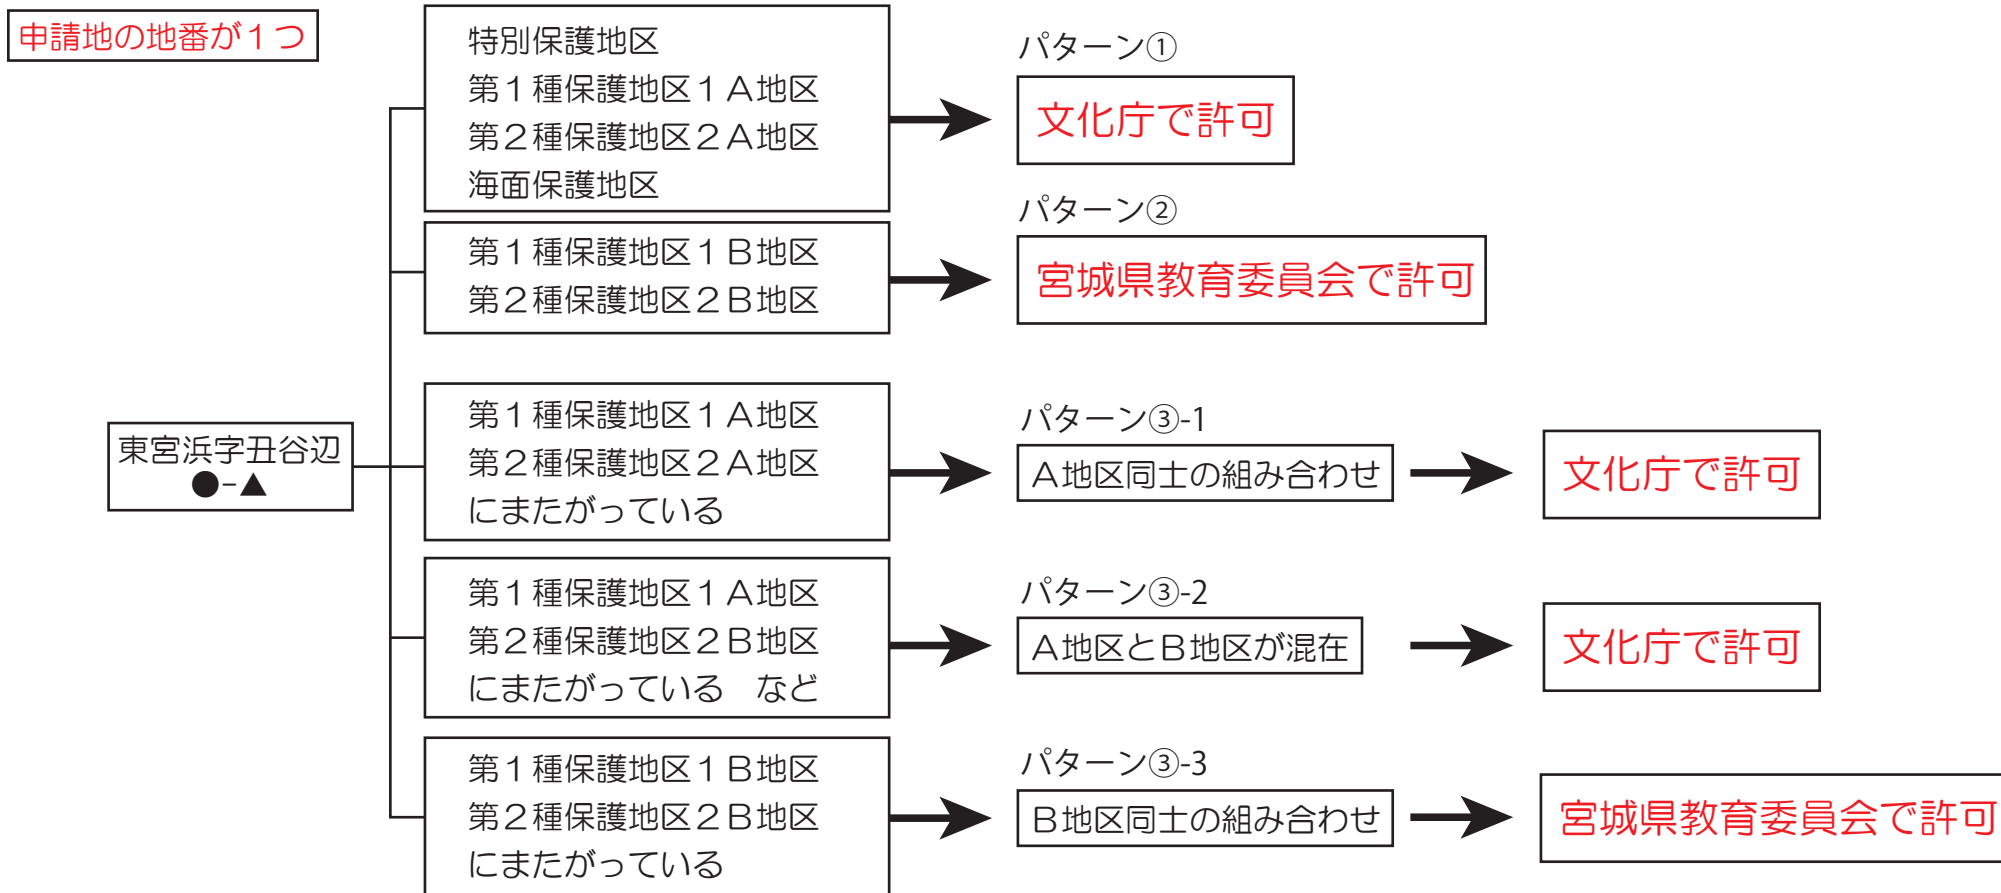 申請地の地番が１つ
東宮浜字丑谷辺
●-▲
特別保護地区
第１種保護地区１Ａ地区
第２種保護地区２Ａ地区
海面保護地区
パターン①
文化庁で許可
第１種保護地区１Ｂ地区
第２種保護地区２Ｂ地区
パターン②
宮城県教育委員会で許可
第１種保護地区１Ａ地区
第２種保護地区２Ａ地区
にまたがっている
パターン③-1
Ａ地区同士の組み合わせ
文化庁で許可
第１種保護地区１Ａ地区
第２種保護地区２Ｂ地区
にまたがっている　など
パターン③-2
Ａ地区とＢ地区が混在
文化庁で許可
第１種保護地区１Ｂ地区
第２種保護地区２Ｂ地区
にまたがっている
パターン③-3
Ｂ地区同士の組み合わせ
宮城県教育委員会で許可